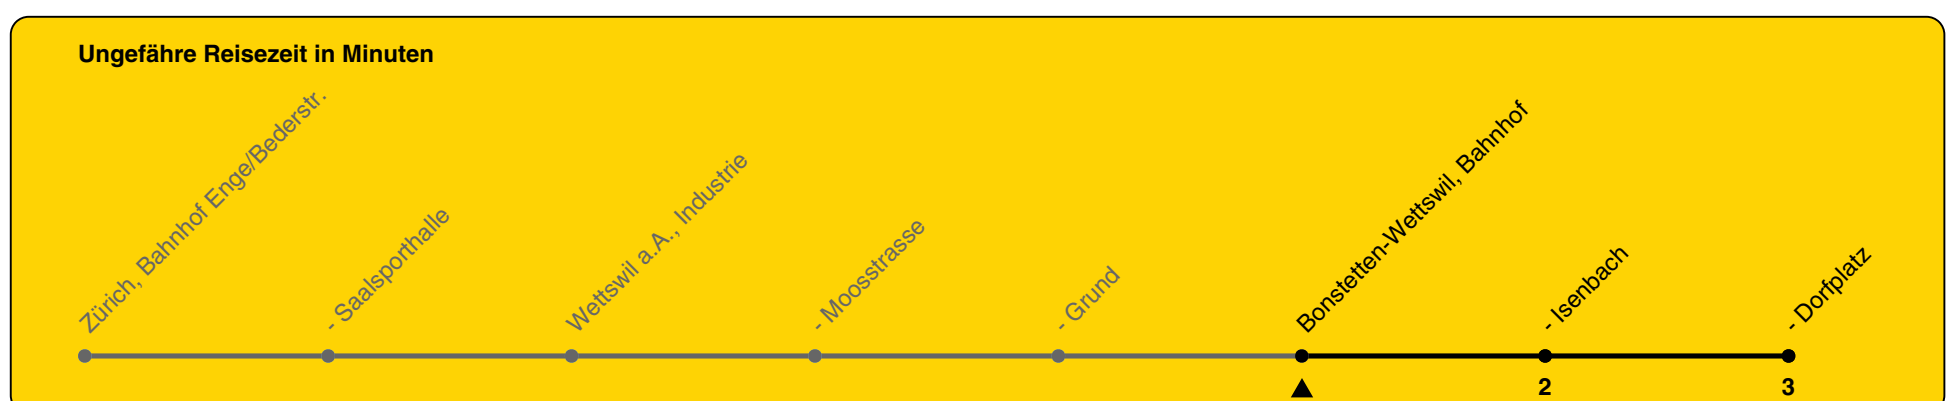 Ungefähre Reisezeit in Minuten
Zürich, Bahnhof Enge/Bederstr.
- Saalsporthalle
Wettswil a.A., Industrie
- Moosstrasse
- Grund
Bonstetten-Wettswil, Bahnhof
- Isenbach
- Dorfplatz
2
3